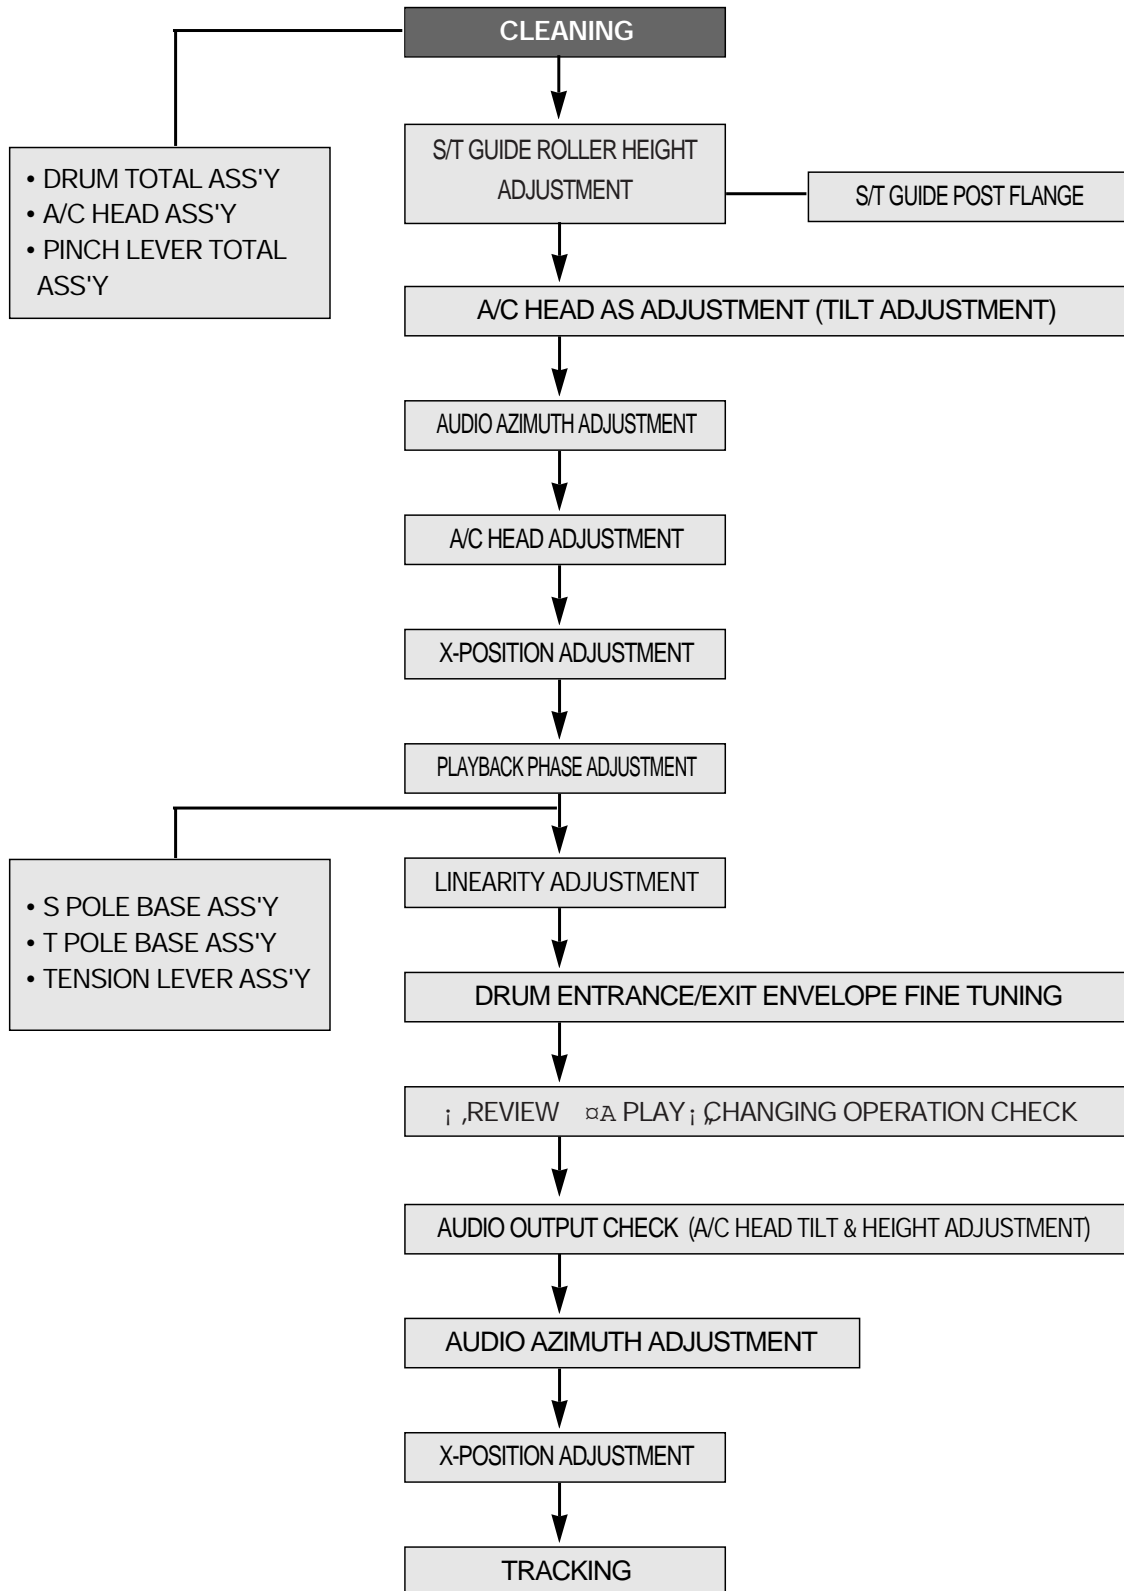 CLEANING
• DRUM TOTAL ASS'Y
• A/C HEAD ASS'Y
• PINCH LEVER TOTAL
ASS'Y
S/T GUIDE ROLLER HEIGHT
ADJUSTMENT
S/T GUIDE POST FLANGE
A/C HEAD AS ADJUSTMENT (TILT ADJUSTMENT)
AUDIO AZIMUTH ADJUSTMENT
A/C HEAD ADJUSTMENT
X-POSITION ADJUSTMENT
PLAYBACK PHASE ADJUSTMENT
• S POLE BASE ASS'Y
• T POLE BASE ASS'Y
• TENSION LEVER ASS'Y
LINEARITY ADJUSTMENT
DRUM ENTRANCE/EXIT ENVELOPE FINE TUNING
¡ ‚REVIEW ¤A PLAY¡ „CHANGING OPERATION CHECK
AUDIO OUTPUT CHECK (A/C HEAD TILT & HEIGHT ADJUSTMENT)
AUDIO AZIMUTH ADJUSTMENT
X-POSITION ADJUSTMENT
TRACKING